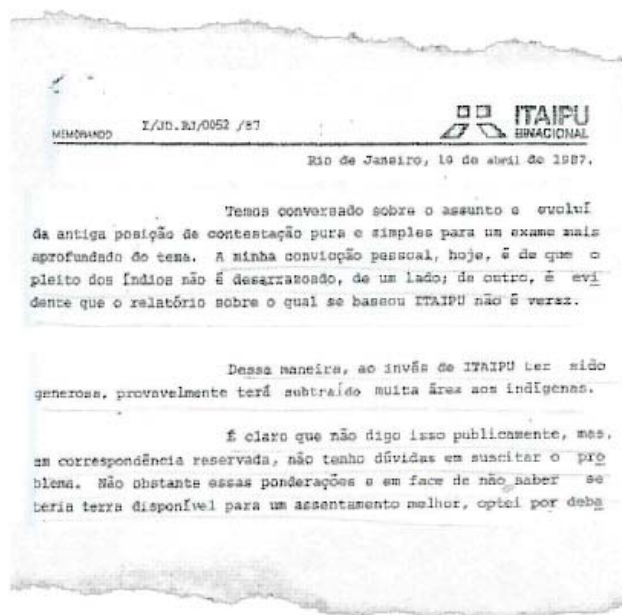 ITAIPU
BINACIONAL
MEMORANDO I/JD.RJ/0052 /87
Rio de Janeiro, 10 de abril de 1987.
Temos conversado sobre o assunto e evoluí
da antiga posição de contestação pura e simples para um exame mais
aprofundado do tema. A minha convicção pessoal, hoje, é de que o
pleito dos índios não é desarrazoado, de um lado; de outro, é evi
dente que o relatório sobre o qual se baseou ITAIPU não é veraz.
Dessa maneira, ao invés de ITAIPU ter sido
generosa, provavelmente terá subtraído muita área aos indígenas.
É claro que não digo isso publicamente, mas,
em correspondência reservada, não tenho dúvidas em suscitar o pro
blema. Não obstante essas ponderações e em face de não saber se
teria terra disponível para um assentamento melhor, optei por deba